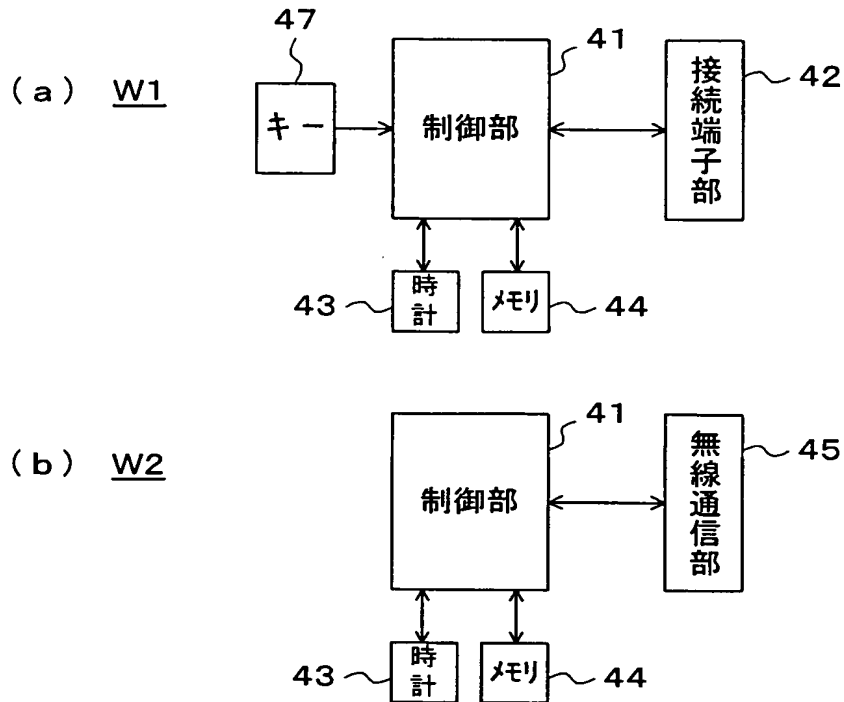 47
41
42
(a) W1
キー
制御部
接続端子部
43
時計
メモリ
44
41
(b) W2
制御部
無線通信部
45
43
時計
メモリ
44